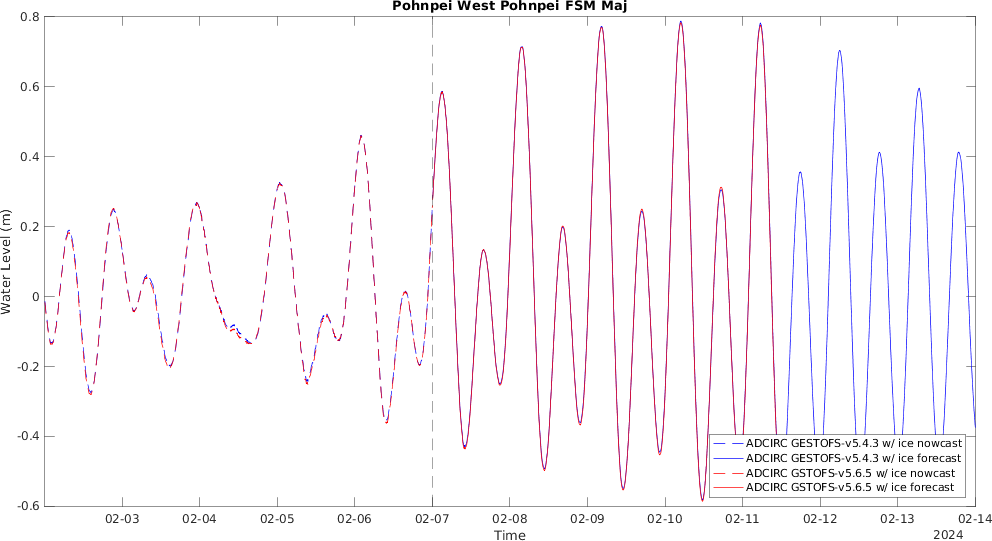 Pohnpei West Pohnpei FSM Maj
0.8
0.6
0.4
0.2
0
-0.2
-0.4
-0.6
Water Level (m)
ADCIRC GESTOFS-v5.4.3 w/ ice nowcast
ADCIRC GESTOFS-v5.4.3 w/ ice forecast
ADCIRC GSTOFS-v5.6.5 w/ ice nowcast
ADCIRC GSTOFS-v5.6.5 w/ ice forecast
02-03 02-04 02-05 02-06 02-07 02-08 02-09 02-10 02-11 02-12 02-13 02-14
Time
2024